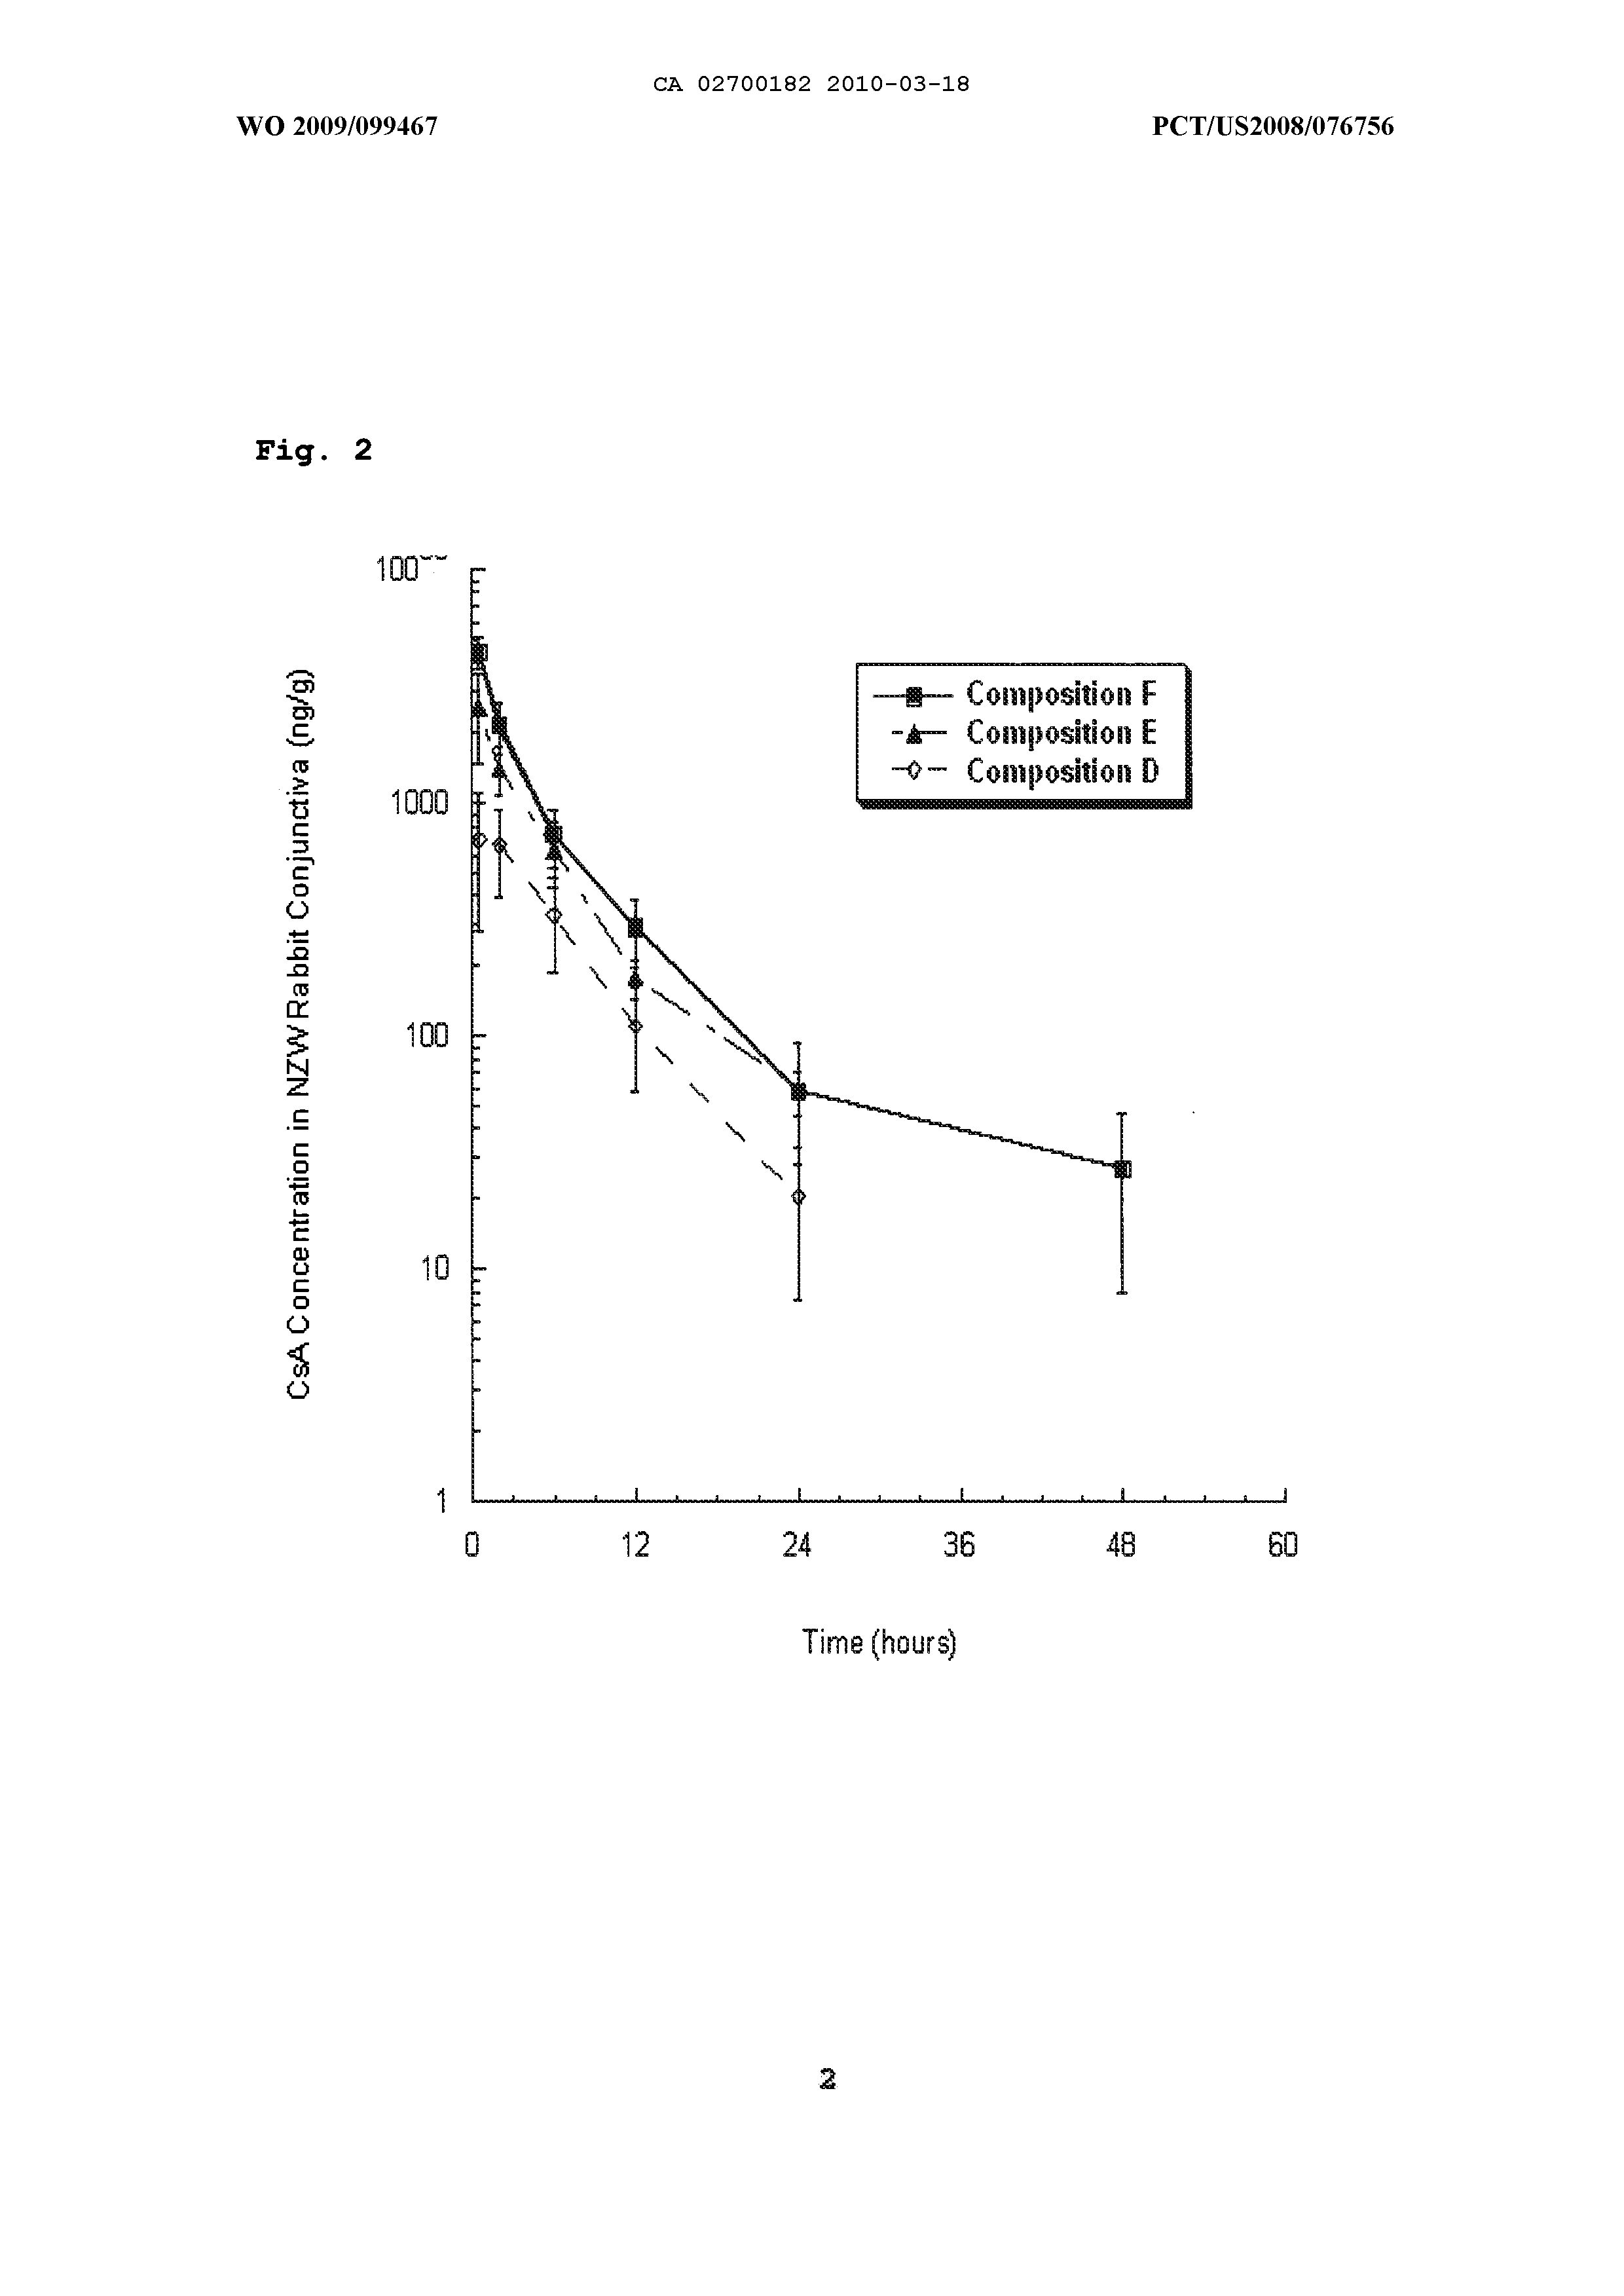 CA 02700182 2010-03-18
WO 2009/099467 PCT/US2008/076756
Fig. 2
CsA Concentration in NZW Rabbit Conjunctiva (ng/g)
1000
100
10
1
Composition F
Composition E
Composition D
0 12 24 36 48 60
Time (hours)
2